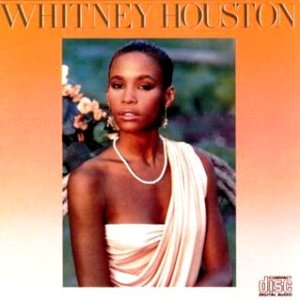 WHITNEY HOUSTON
COMPACT
disc
DIGITAL AUDIO